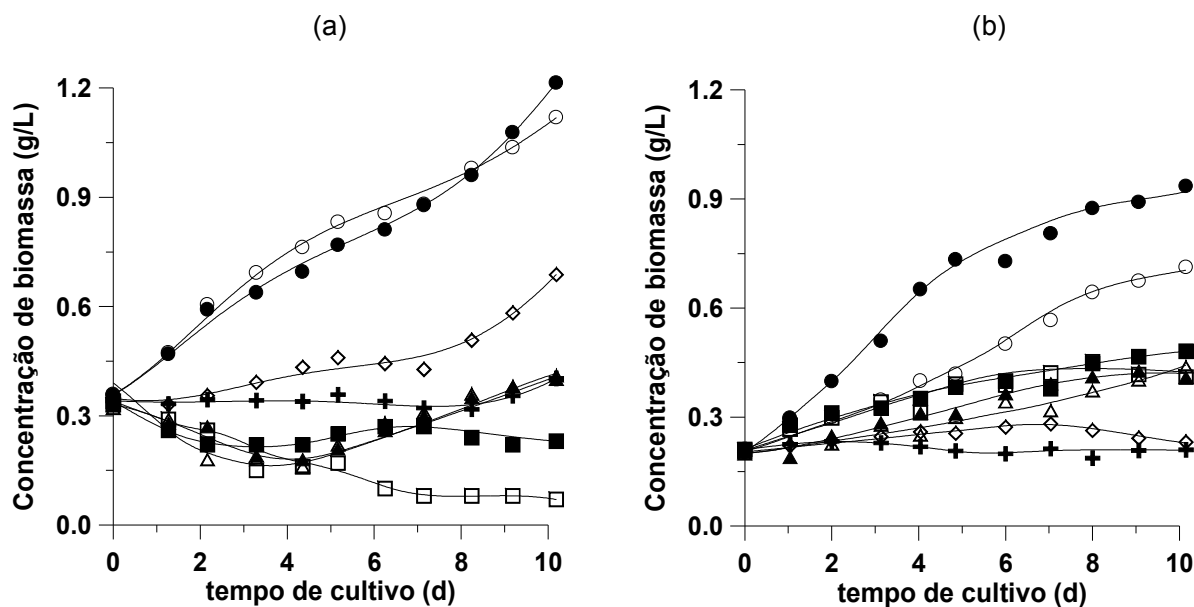 (a)
Concentração de biomassa (g/L)
1.2
0.9
0.6
0.3
0.0
0 2 4 6 8 10
tempo de cultivo (d)
(b)
Concentração de biomassa (g/L)
1.2
0.9
0.6
0.3
0.0
0 2 4 6 8 10
tempo de cultivo (d)